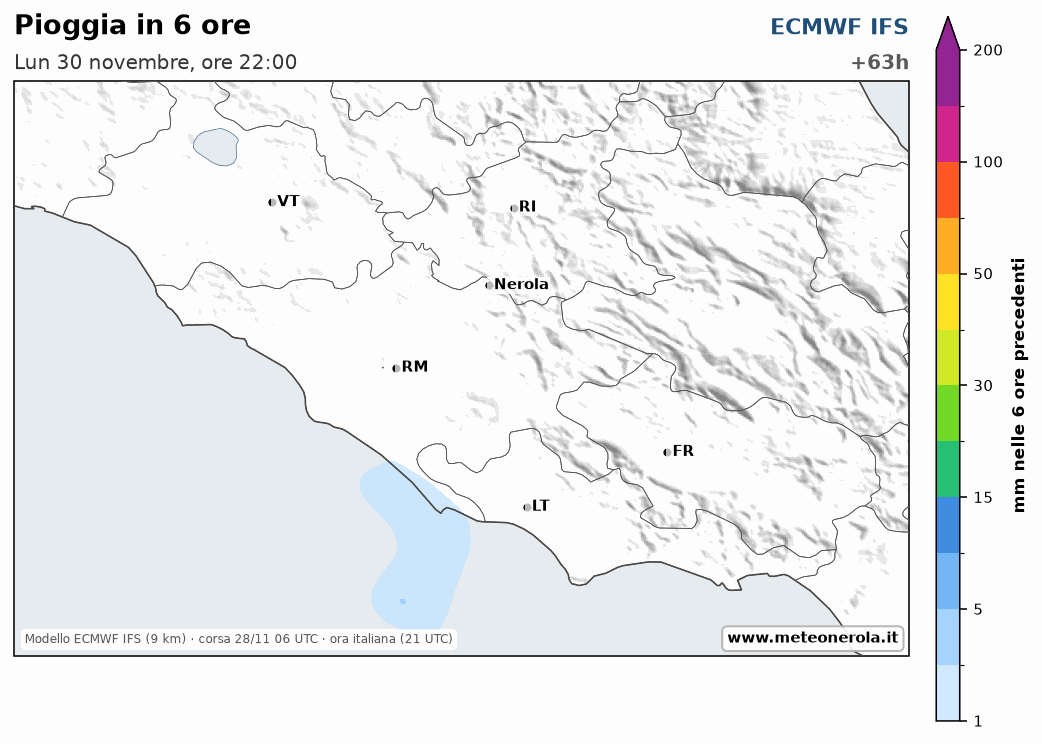 Pioggia in 6 ore
ECMWF IFS
Lun 30 novembre, ore 22:00
+63h
VT
RI
Nerola
RM
FR
LT
Modello ECMWF IFS (9 km) · corsa 28/11 06 UTC · ora italiana (21 UTC)
www.meteonerola.it
200
100
50
30
15
5
1
mm nelle 6 ore precedenti